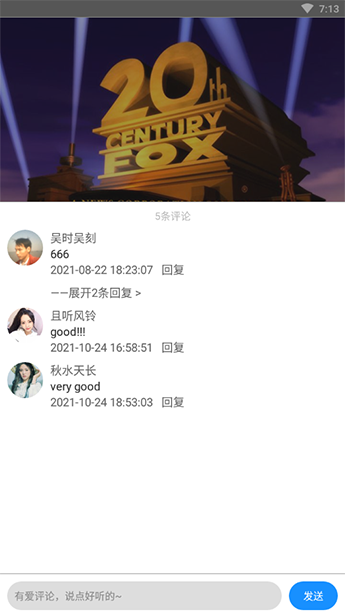 7:13
20th
CENTURY
FOX
5条评论
吴时吴刻
666
2021-08-22 18:23:07 回复
——展开2条回复 >
且听风铃
good!!!
2021-10-24 16:58:51 回复
秋水天长
very good
2021-10-24 18:53:03 回复
有爱评论，说点好听的~
发送